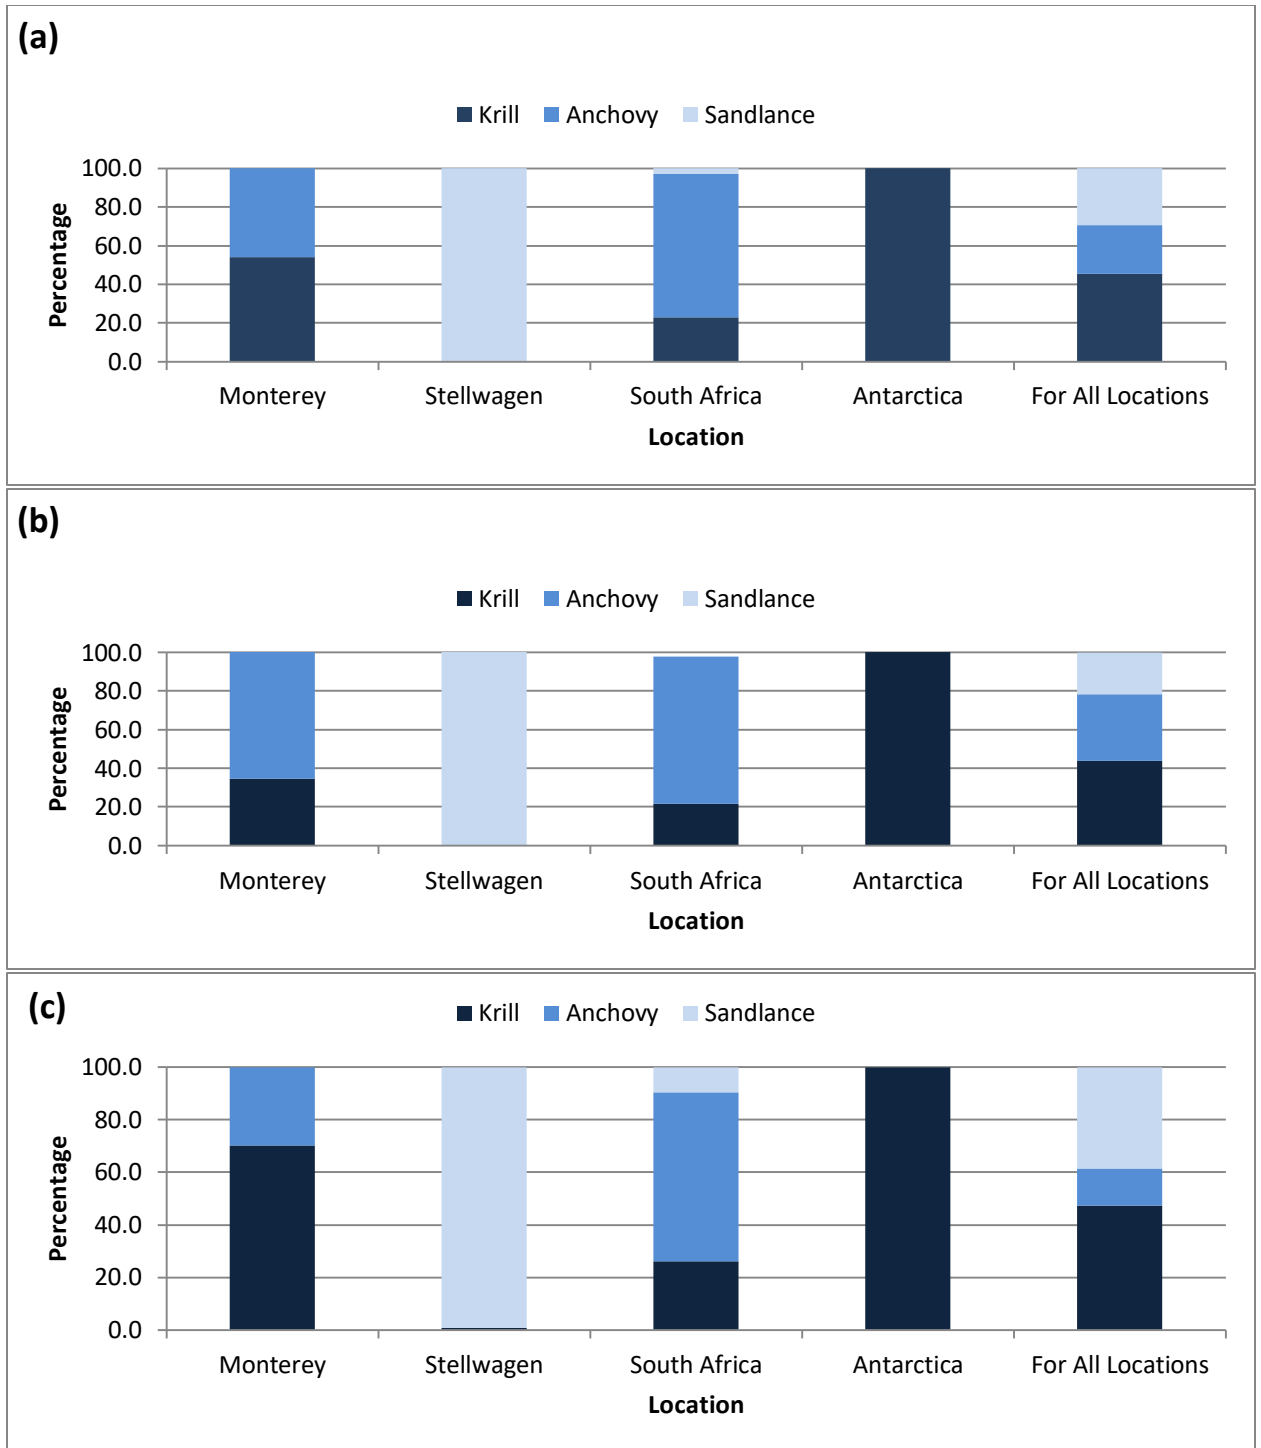 (a)
Krill Anchovy Sandlance
100.0
80.0
60.0
40.0
20.0
0.0
Percentage
Monterey Stellwagen South Africa Antarctica For All Locations
Location
(b)
Krill Anchovy Sandlance
100.0
80.0
60.0
40.0
20.0
0.0
Percentage
Monterey Stellwagen South Africa Antarctica For All Locations
Location
(c)
Krill Anchovy Sandlance
100.0
80.0
60.0
40.0
20.0
0.0
Percentage
Monterey Stellwagen South Africa Antarctica For All Locations
Location